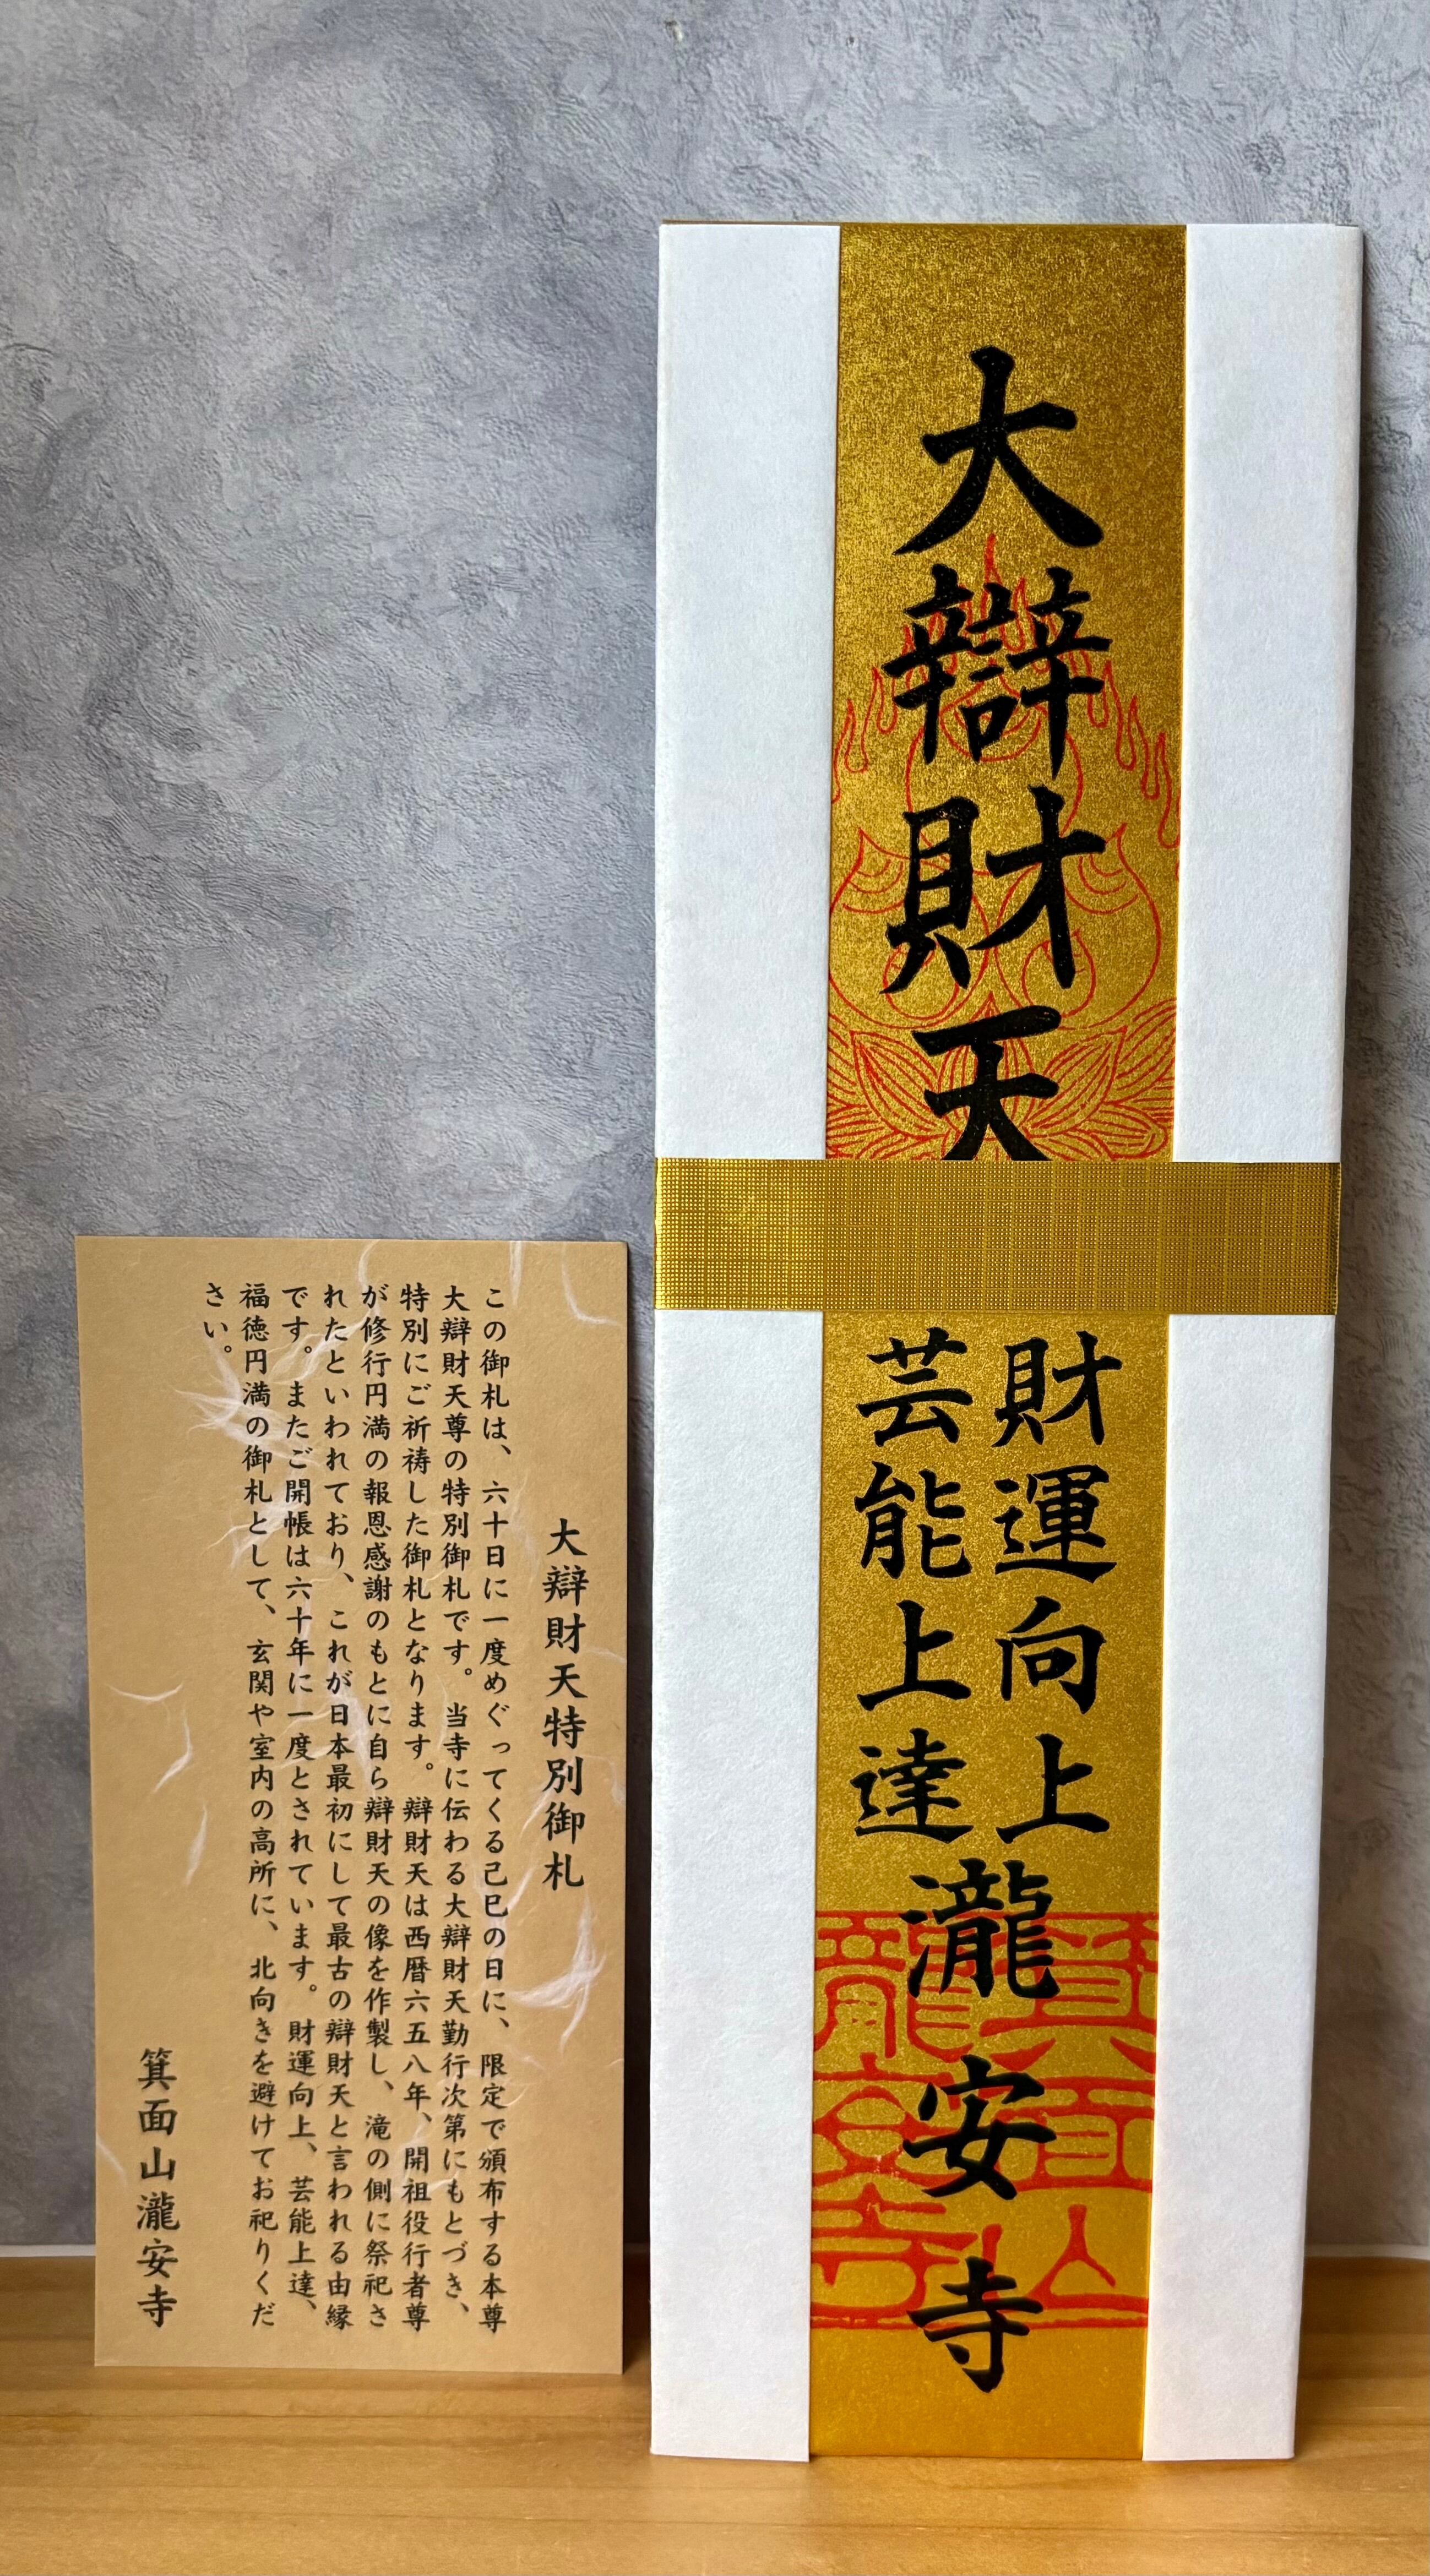 大辯財天
財運向上
芸能上達
瀧安寺
箕面山
瀧安寺
大辯財天特別御札
この御札は、六十日に一度めぐってくる己巳の日に、限定で頒布する本尊
大辯財天尊の特別御札です。当寺に伝わる大辯財天勤行次第にもとづき、
特別にご祈祷した御札となります。辯財天は西暦六五八年、開祖役行者尊
が修行円満の報恩感謝のもとに自ら辯財天の像を作製し、滝の側に祭祀さ
れたといわれており、これが日本最初にして最古の辯財天と言われる由縁
です。またご開帳は六十年に一度とされています。財運向上、芸能上達、
福徳円満の御札として、玄関や室内の高所に、北向きを避けてお祀りくだ
さい。
箕面山瀧安寺